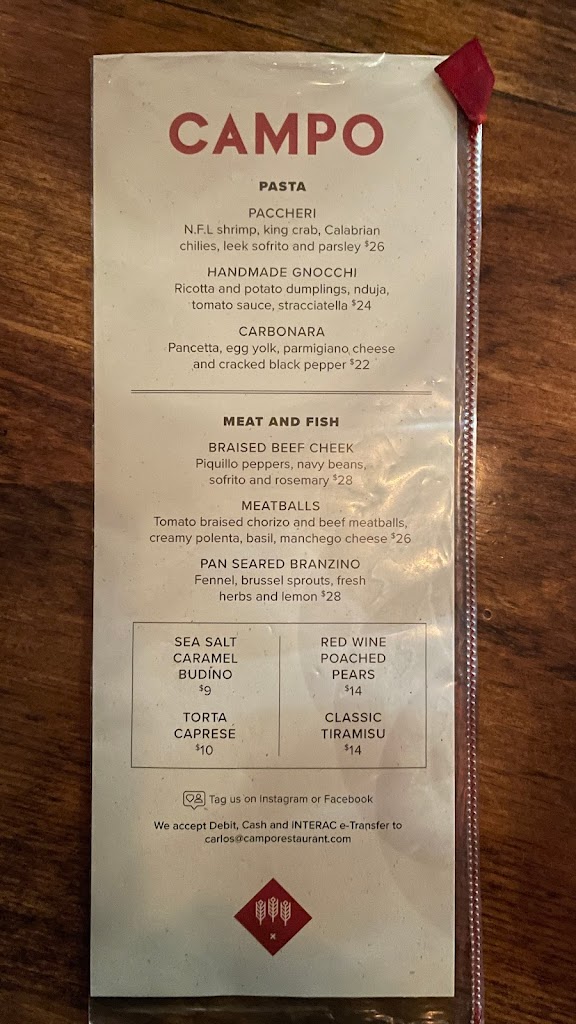 CAMPO
PASTA
PACCHERI
N.F.L shrimp, king crab, Calabrian
chilies, leek sofrito and parsley $26
HANDMADE GNOCCHI
Ricotta and potato dumplings, nduja,
tomato sauce, stracciatella $24
CARBONARA
Pancetta, egg yolk, parmigiano cheese
and cracked black pepper $22
MEAT AND FISH
BRAISED BEEF CHEEK
Piquillo peppers, navy beans,
sofrito and rosemary $28
MEATBALLS
Tomato braised chorizo and beef meatballs,
creamy polenta, basil, manchego cheese $26
PAN SEARED BRANZINO
Fennel, brussel sprouts, fresh
herbs and lemon $28
SEA SALT
CARAMEL
BUDÍNO
$9
TORTA
CAPRESE
$10
RED WINE
POACHED
PEARS
$14
CLASSIC
TIRAMISU
$14
Tag us on Instagram or Facebook
We accept Debit, Cash and INTERAC e-Transfer to
carlos@camporestaurant.com